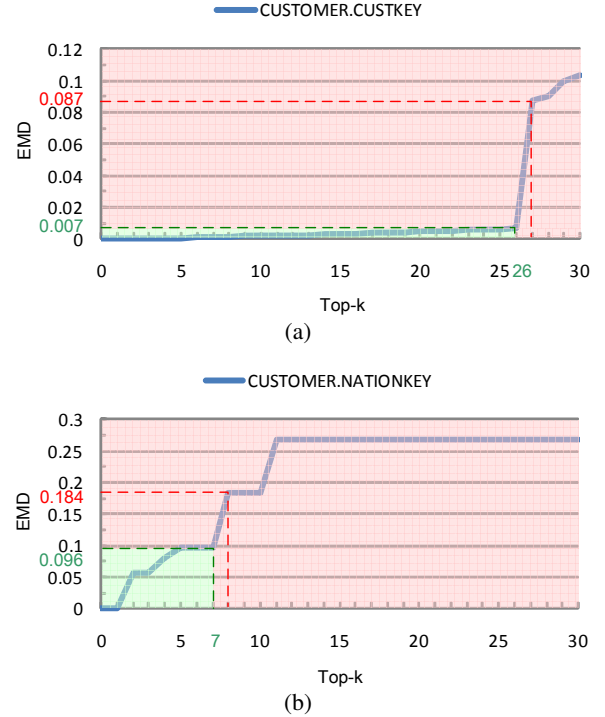 CUSTOMER.CUSTKEY
0.12
0.1
0.087
0.08
0.06
0.04
0.02
0.007
0
EMD
0 5 10 15 20 25 26 30
Top-k
(a)
CUSTOMER.NATIONKEY
0.3
0.25
0.2
0.184
0.15
0.1
0.096
0.05
0
EMD
0 5 7 10 15 20 25 30
Top-k
(b)